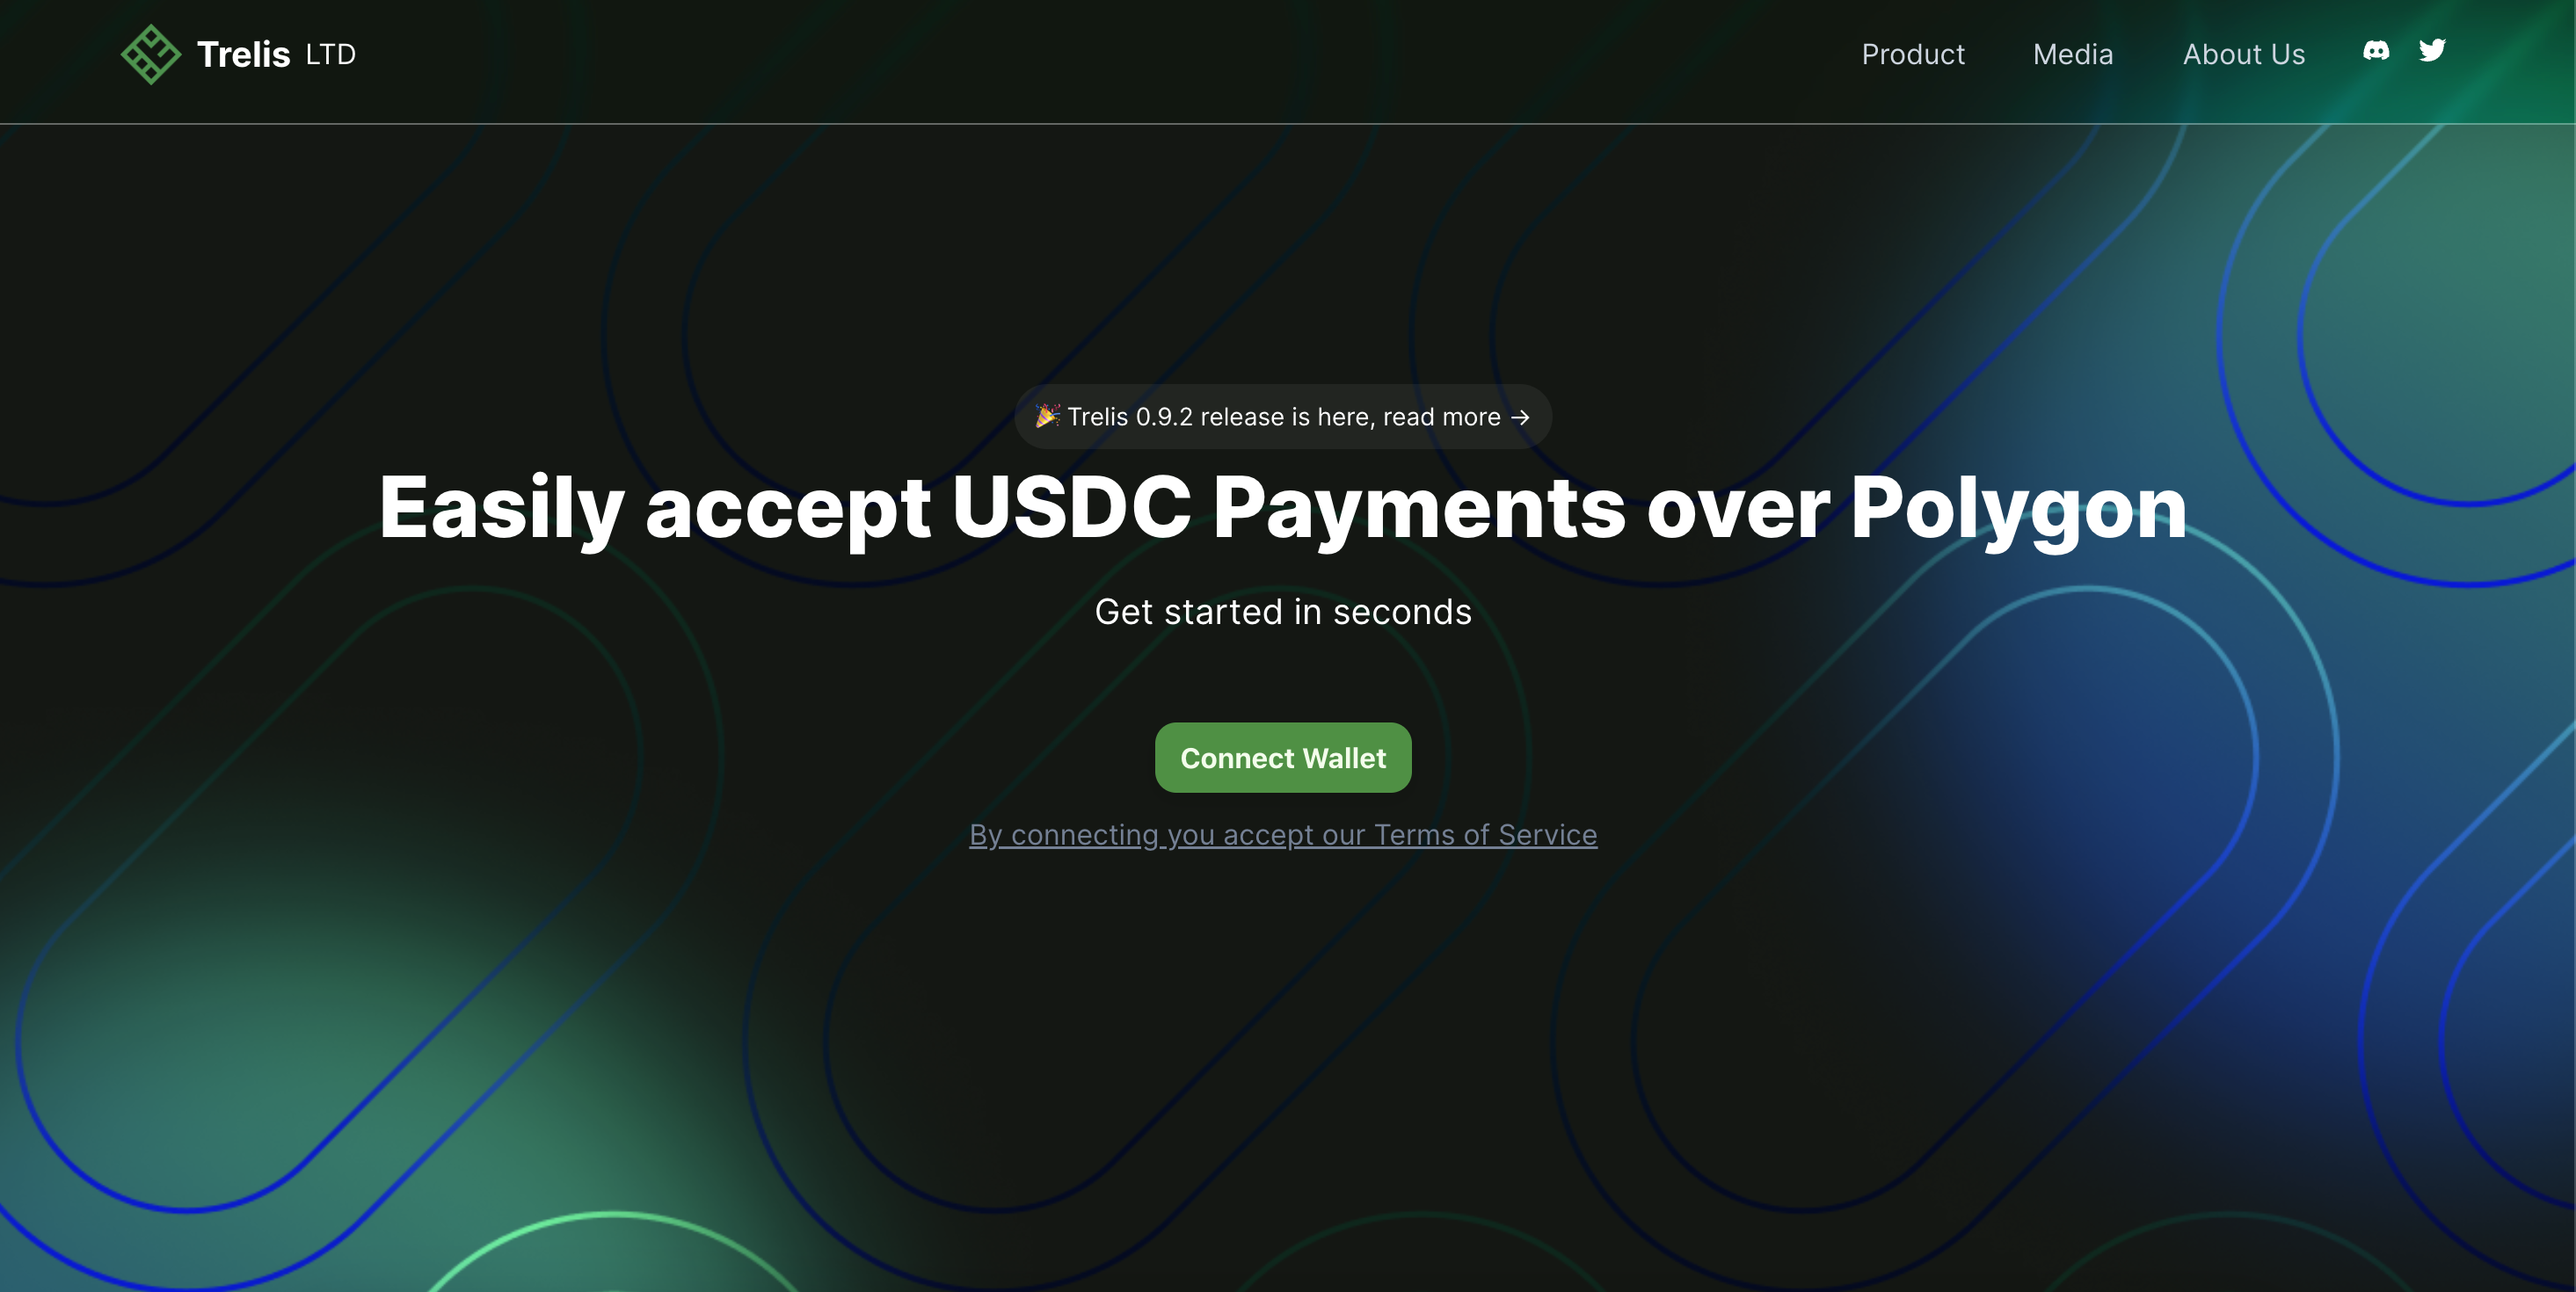 Trelis LTD
Product Media About Us
🎉 Trelis 0.9.2 release is here, read more →
Easily accept USDC Payments over Polygon
Get started in seconds
Connect Wallet
By connecting you accept our Terms of Service